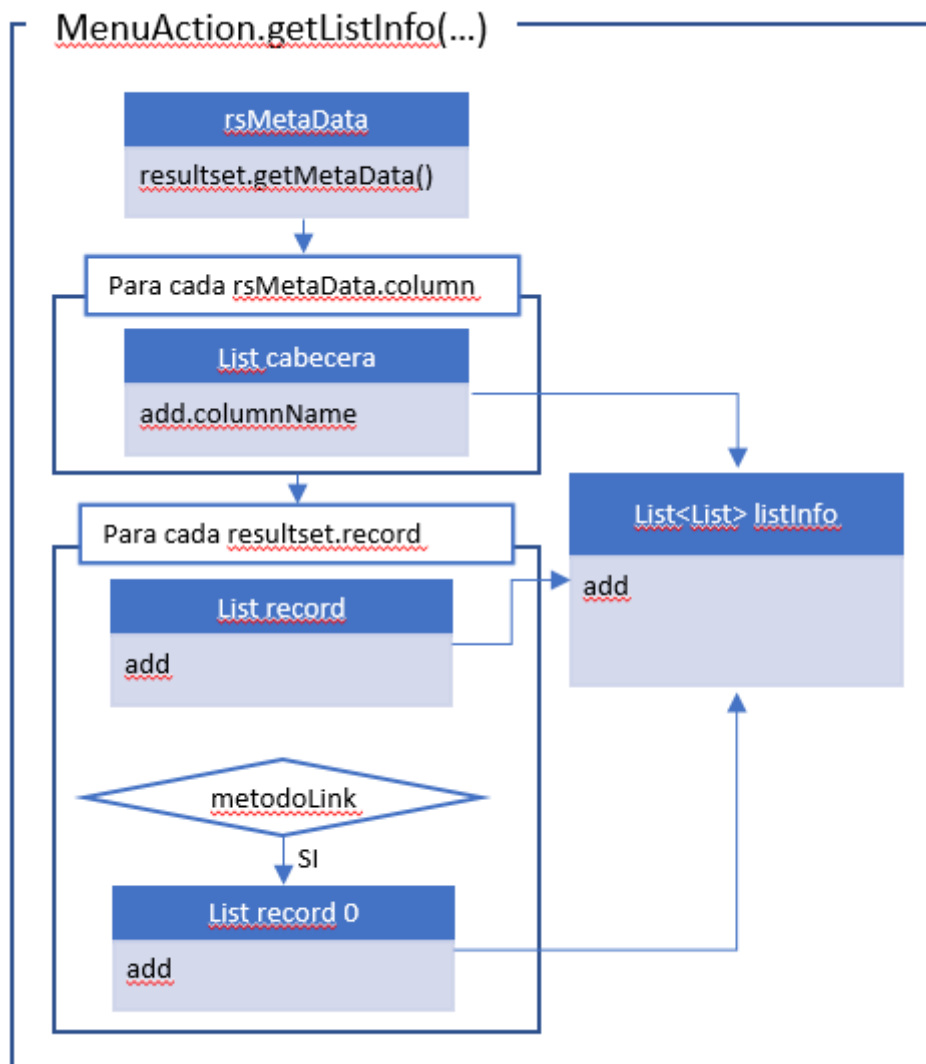 MenuAction.getListInfo(...)
rsMetaData
resultset.getMetaData()
Para cada rsMetaData.column
List cabecera
add.columnName
Para cada resultset.record
List<List> listInfo
add
List record
add
metodoLink
SI
List record 0
add